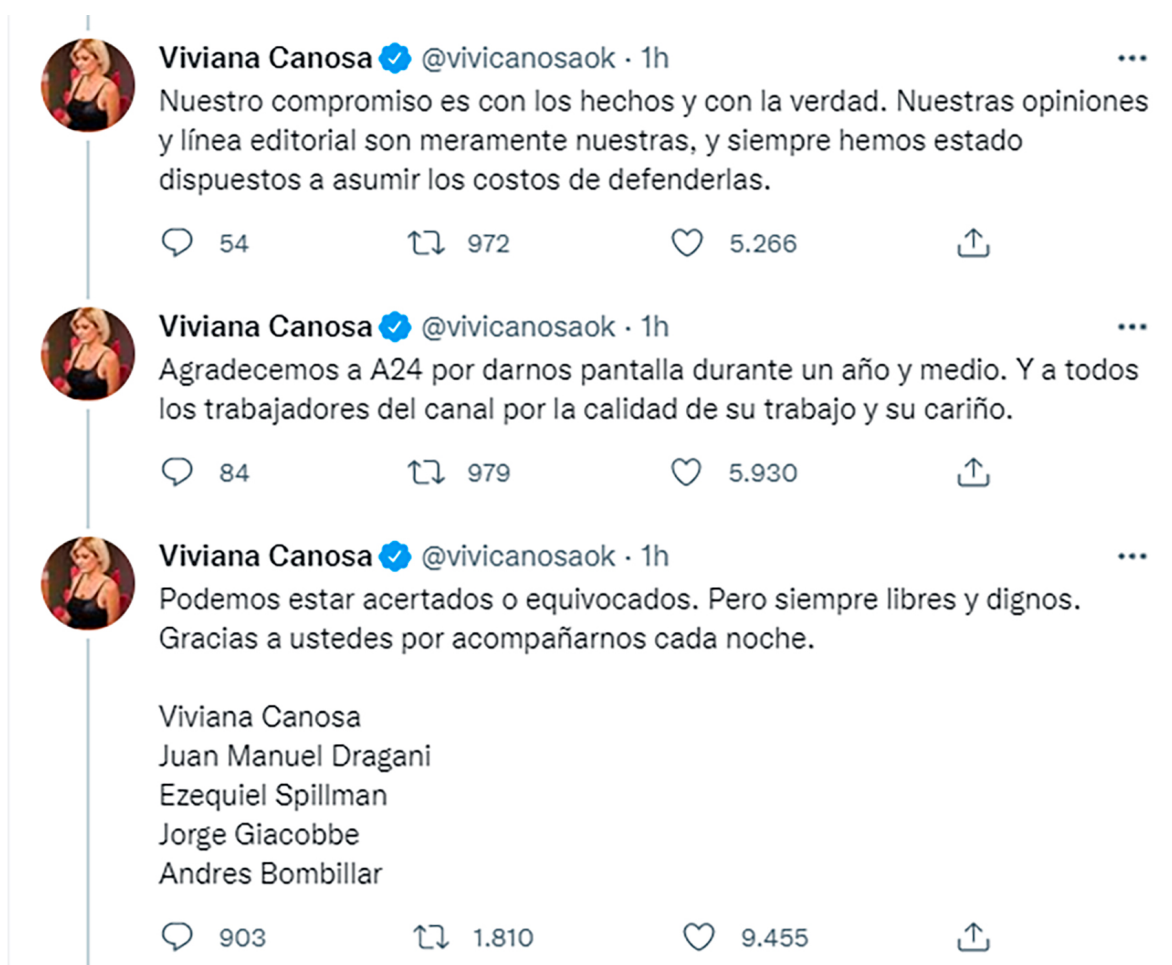 Viviana Canosa @vivicanosaok · 1h
Nuestro compromiso es con los hechos y con la verdad. Nuestras opiniones
y línea editorial son meramente nuestras, y siempre hemos estado
dispuestos a asumir los costos de defenderlas.
54 972 5.266
Viviana Canosa @vivicanosaok · 1h
Agradecemos a A24 por darnos pantalla durante un año y medio. Y a todos
los trabajadores del canal por la calidad de su trabajo y su cariño.
84 979 5.930
Viviana Canosa @vivicanosaok · 1h
Podemos estar acertados o equivocados. Pero siempre libres y dignos.
Gracias a ustedes por acompañarnos cada noche.
Viviana Canosa
Juan Manuel Dragani
Ezequiel Spillman
Jorge Giacobbe
Andres Bombillar
903 1.810 9.455